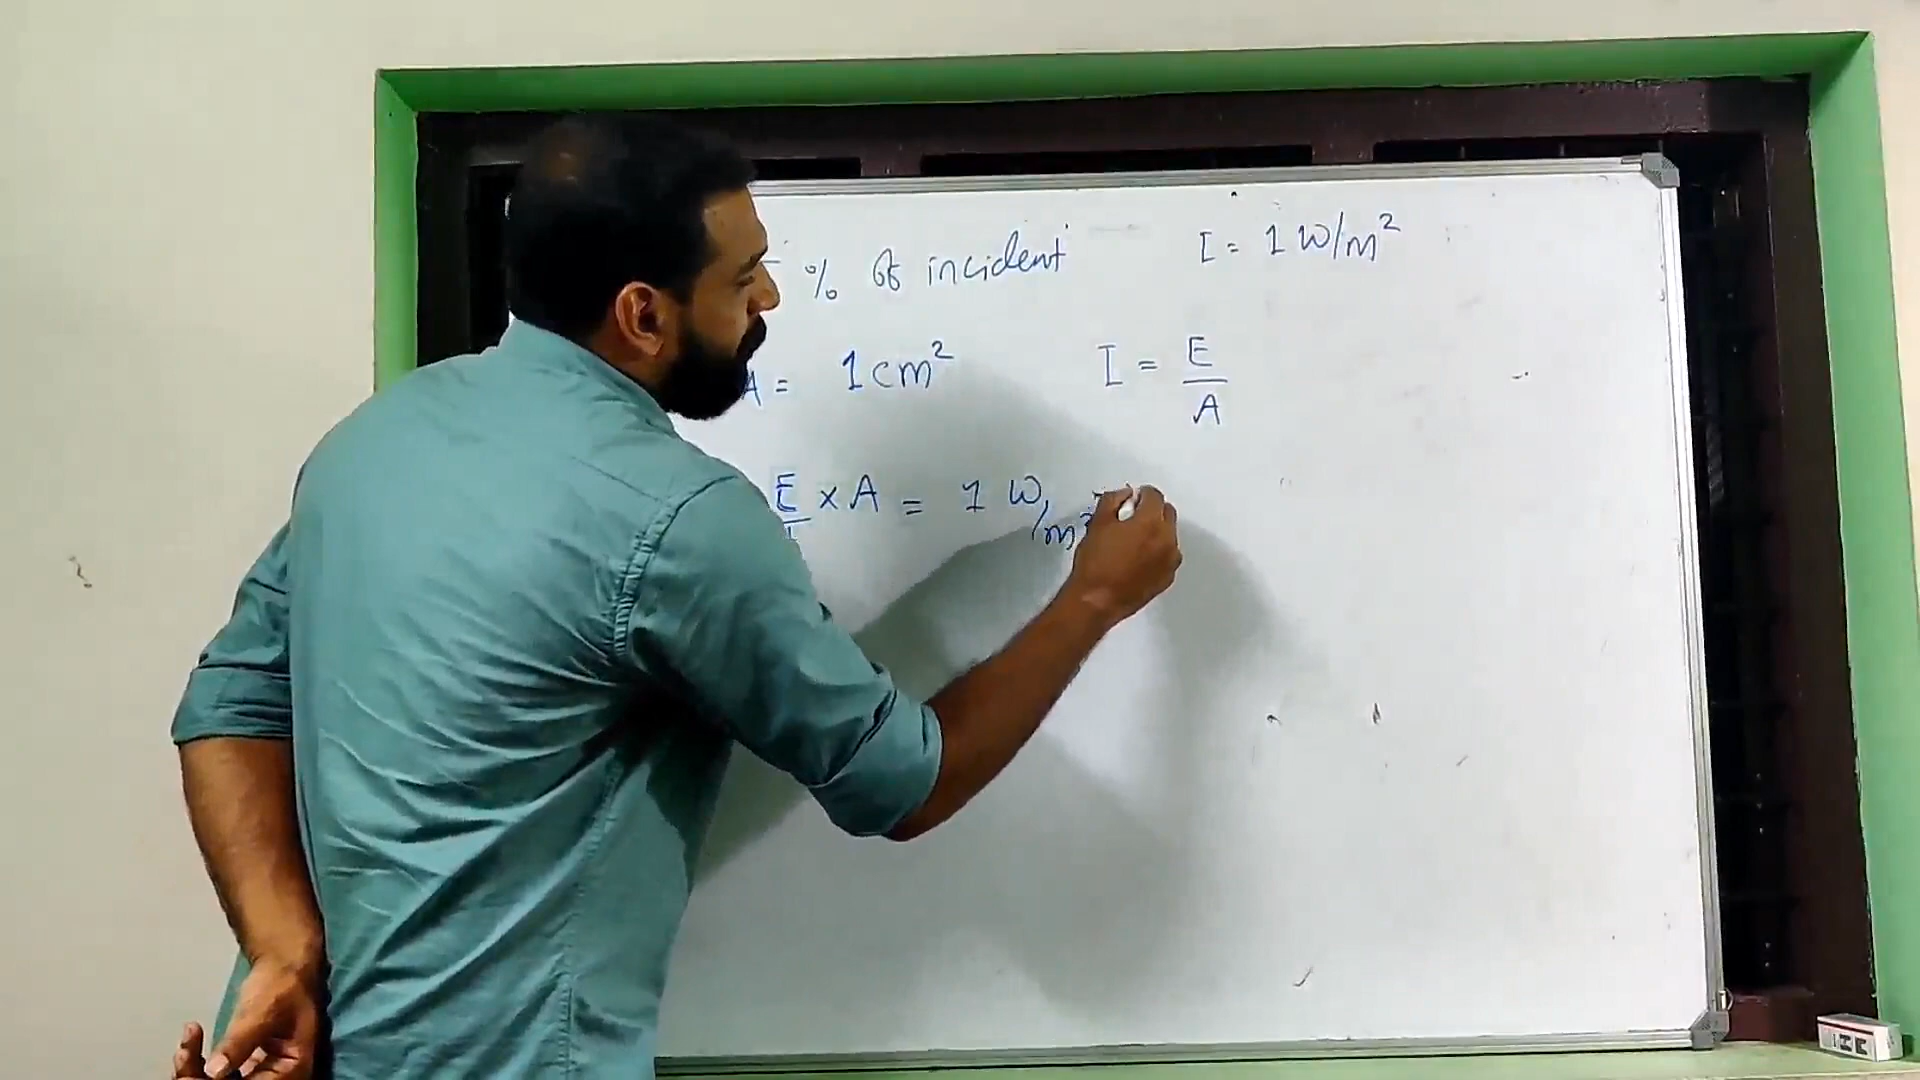 % of incident I = 1 W/m²
A = 1 cm² I = E/A
E × A = 1 W/m²